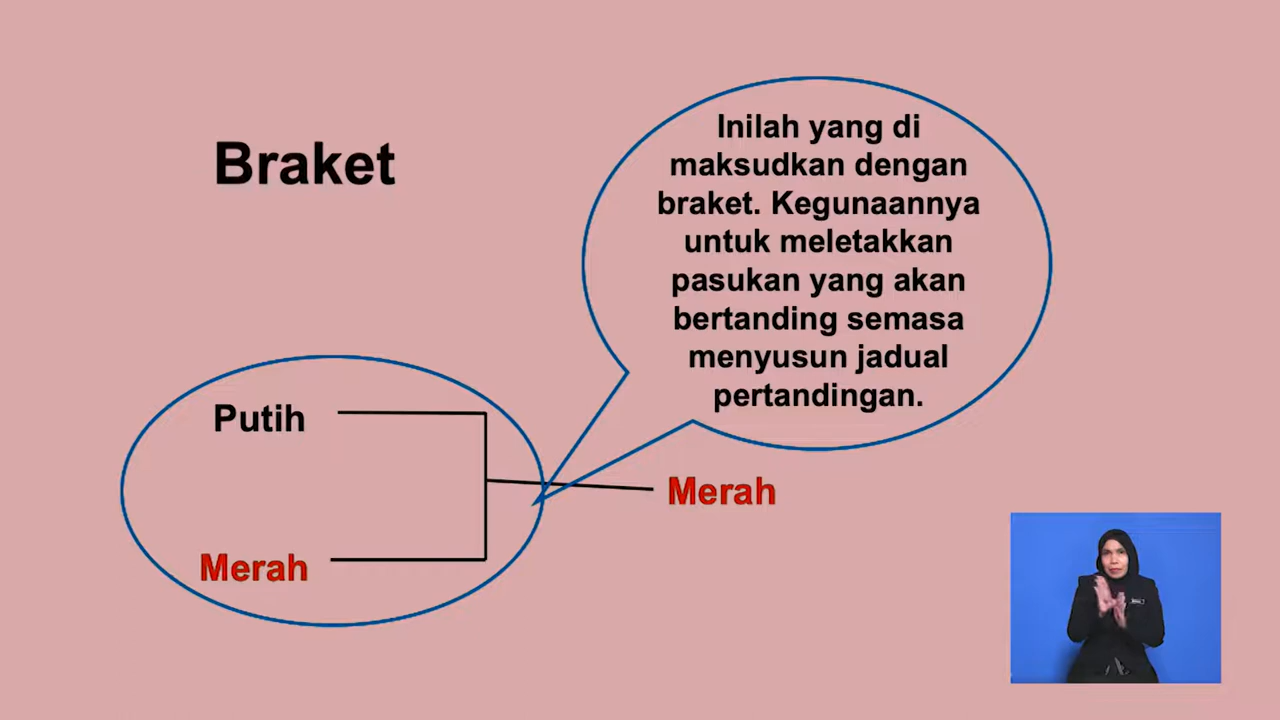 Braket
Inilah yang di
maksudkan dengan
braket. Kegunaannya
untuk meletakkan
pasukan yang akan
bertanding semasa
menyusun jadual
pertandingan.
Putih
Merah
Merah